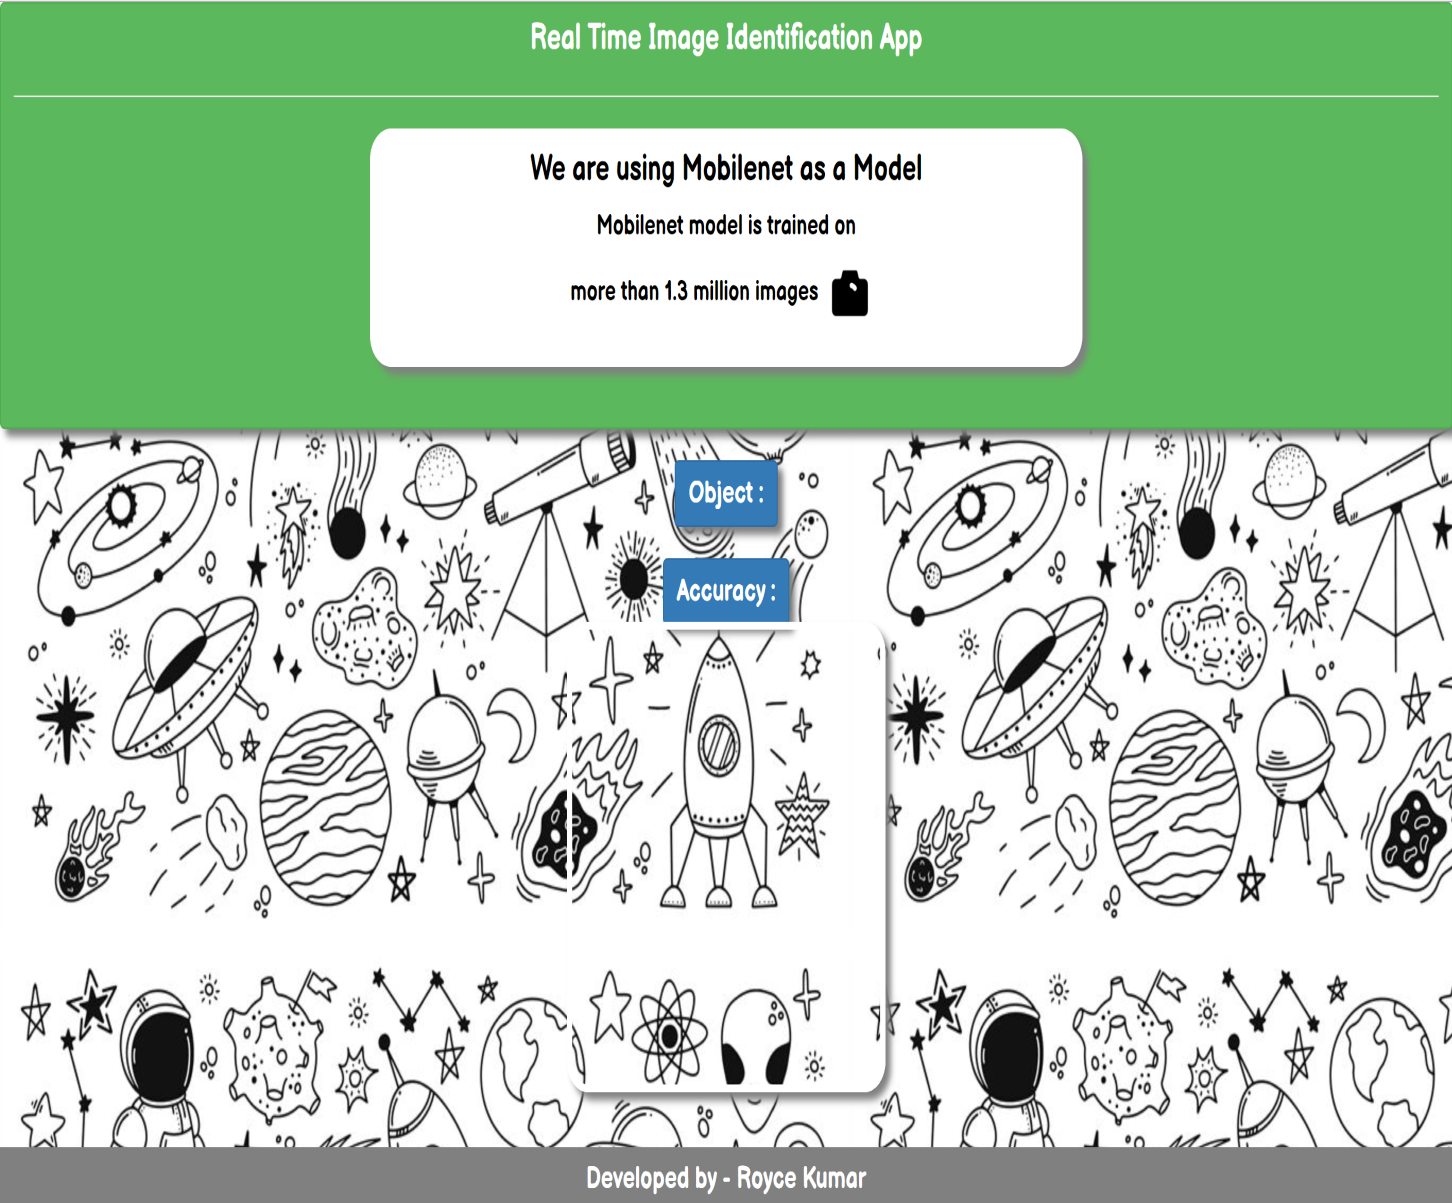 Real Time Image Identification App
We are using Mobilenet as a Model
Mobilenet model is trained on
more than 1.3 million images
Object :
Accuracy :
Developed by - Royce Kumar